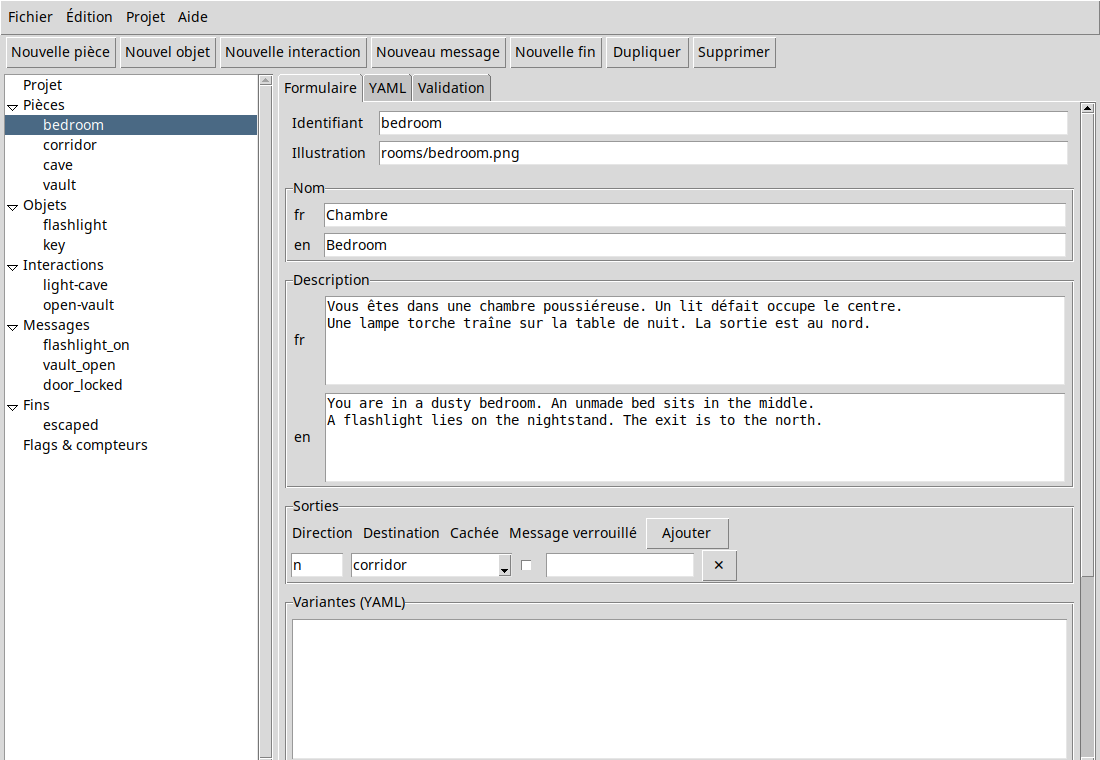 Fichier Édition Projet Aide
Nouvelle pièce Nouvel objet Nouvelle interaction Nouveau message Nouvelle fin Dupliquer Supprimer
Projet
Pièces
bedroom
corridor
cave
vault
Objets
flashlight
key
Interactions
light-cave
open-vault
Messages
flashlight_on
vault_open
door_locked
Fins
escaped
Flags & compteurs
Formulaire YAML Validation
Identifiant bedroom
Illustration rooms/bedroom.png
Nom
fr Chambre
en Bedroom
Description
fr
Vous êtes dans une chambre poussiéreuse. Un lit défait occupe le centre.
Une lampe torche traîne sur la table de nuit. La sortie est au nord.
en
You are in a dusty bedroom. An unmade bed sits in the middle.
A flashlight lies on the nightstand. The exit is to the north.
Sorties
Direction Destination Cachée Message verrouillé Ajouter
n corridor ✕
Variantes (YAML)